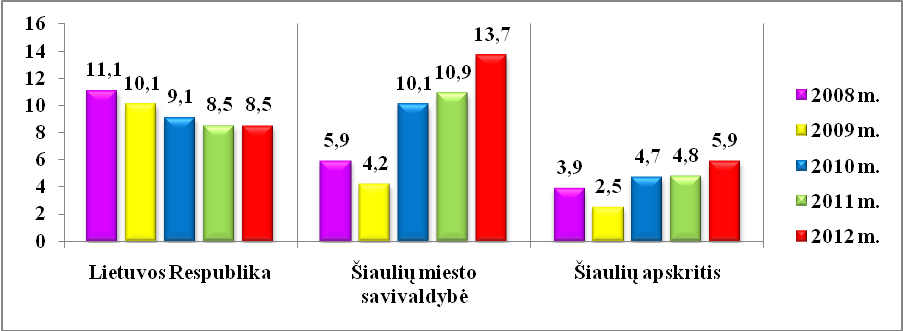 16
14
12
10
8
6
4
2
0
11,1
10,1
9,1
8,5
8,5
5,9
4,2
10,1
10,9
13,7
3,9
2,5
4,7
4,8
5,9
Lietuvos Respublika
Šiaulių miesto
savivaldybė
Šiaulių apskritis
2008 m.
2009 m.
2010 m.
2011 m.
2012 m.